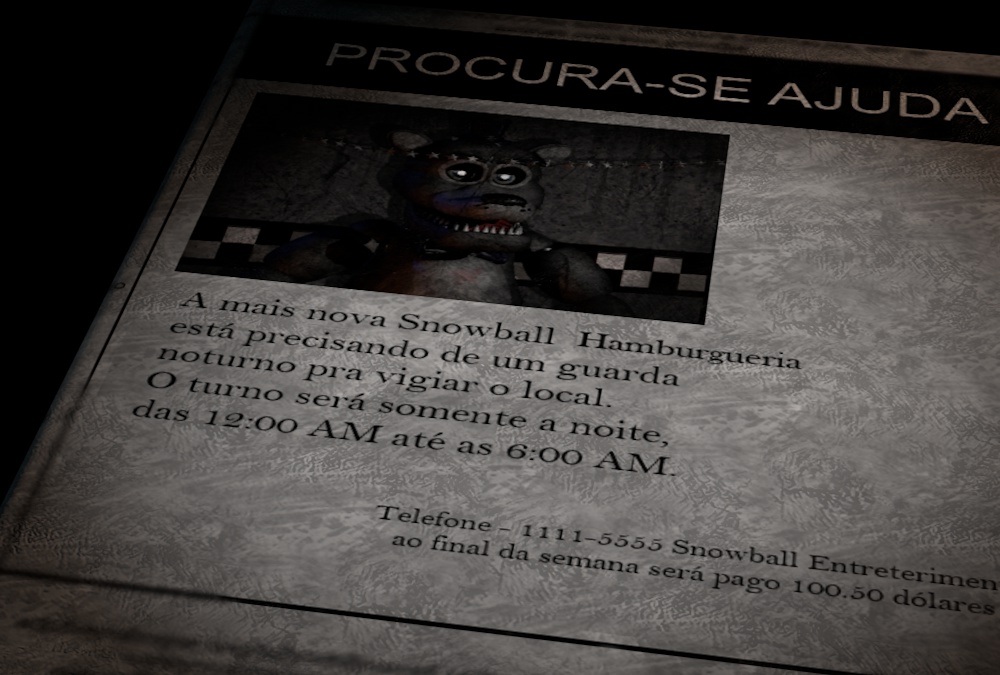 PROCURA-SE AJUDA
A mais nova Snowball Hamburgueria
está precisando de um guarda
noturno pra vigiar o local.
O turno será somente a noite,
das 12:00 AM até as 6:00 AM.
Telefone - 1111-5555 Snowball Entreterimen
ao final da semana será pago 100.50 dólares